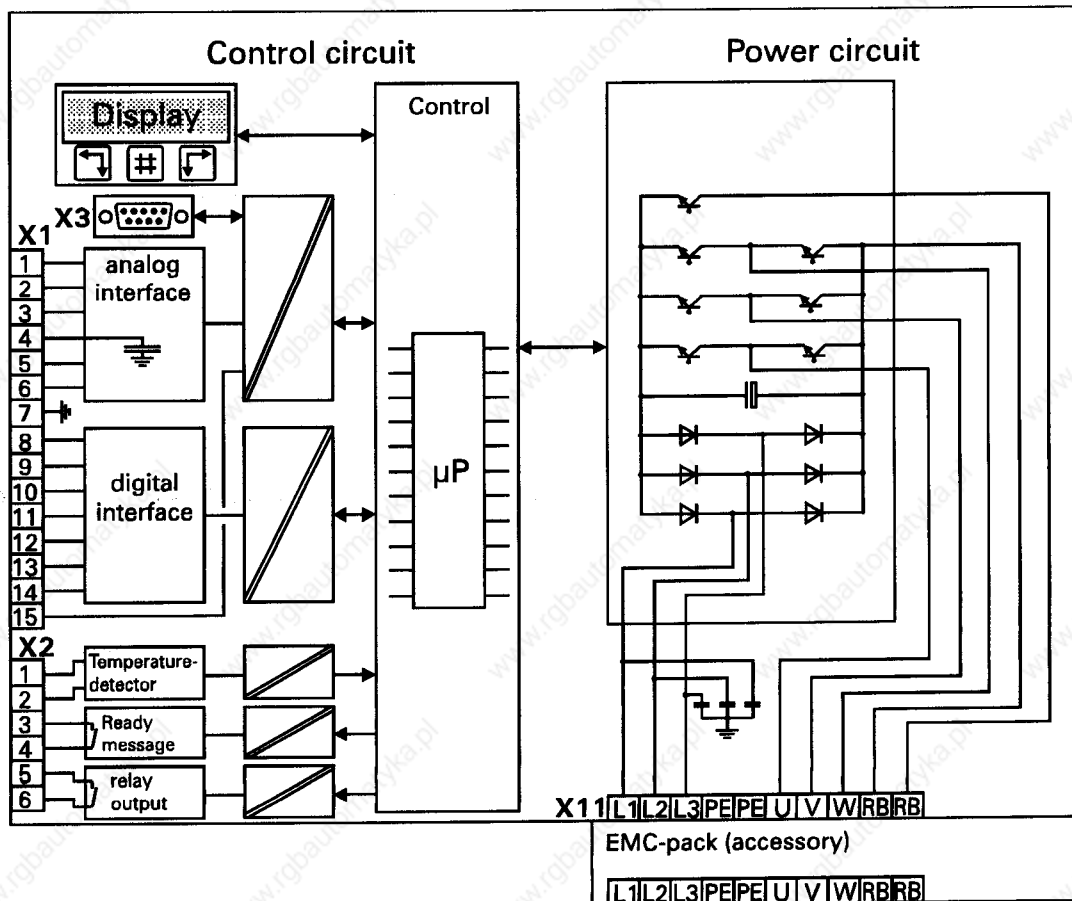 Control circuit
Power circuit
Display
#
Control
X3
X1
1
2
3
4
5
6
7
8
9
10
11
12
13
14
15
analog
interface
digital
interface
µP
X2
1
2
3
4
5
6
Temperature-
detector
Ready
message
relay
output
X11 L1 L2 L3 PE PE U V W RB RB
EMC-pack (accessory)
L1 L2 L3 PE PE U V W RB RB
www.rgbautomatyka.pl